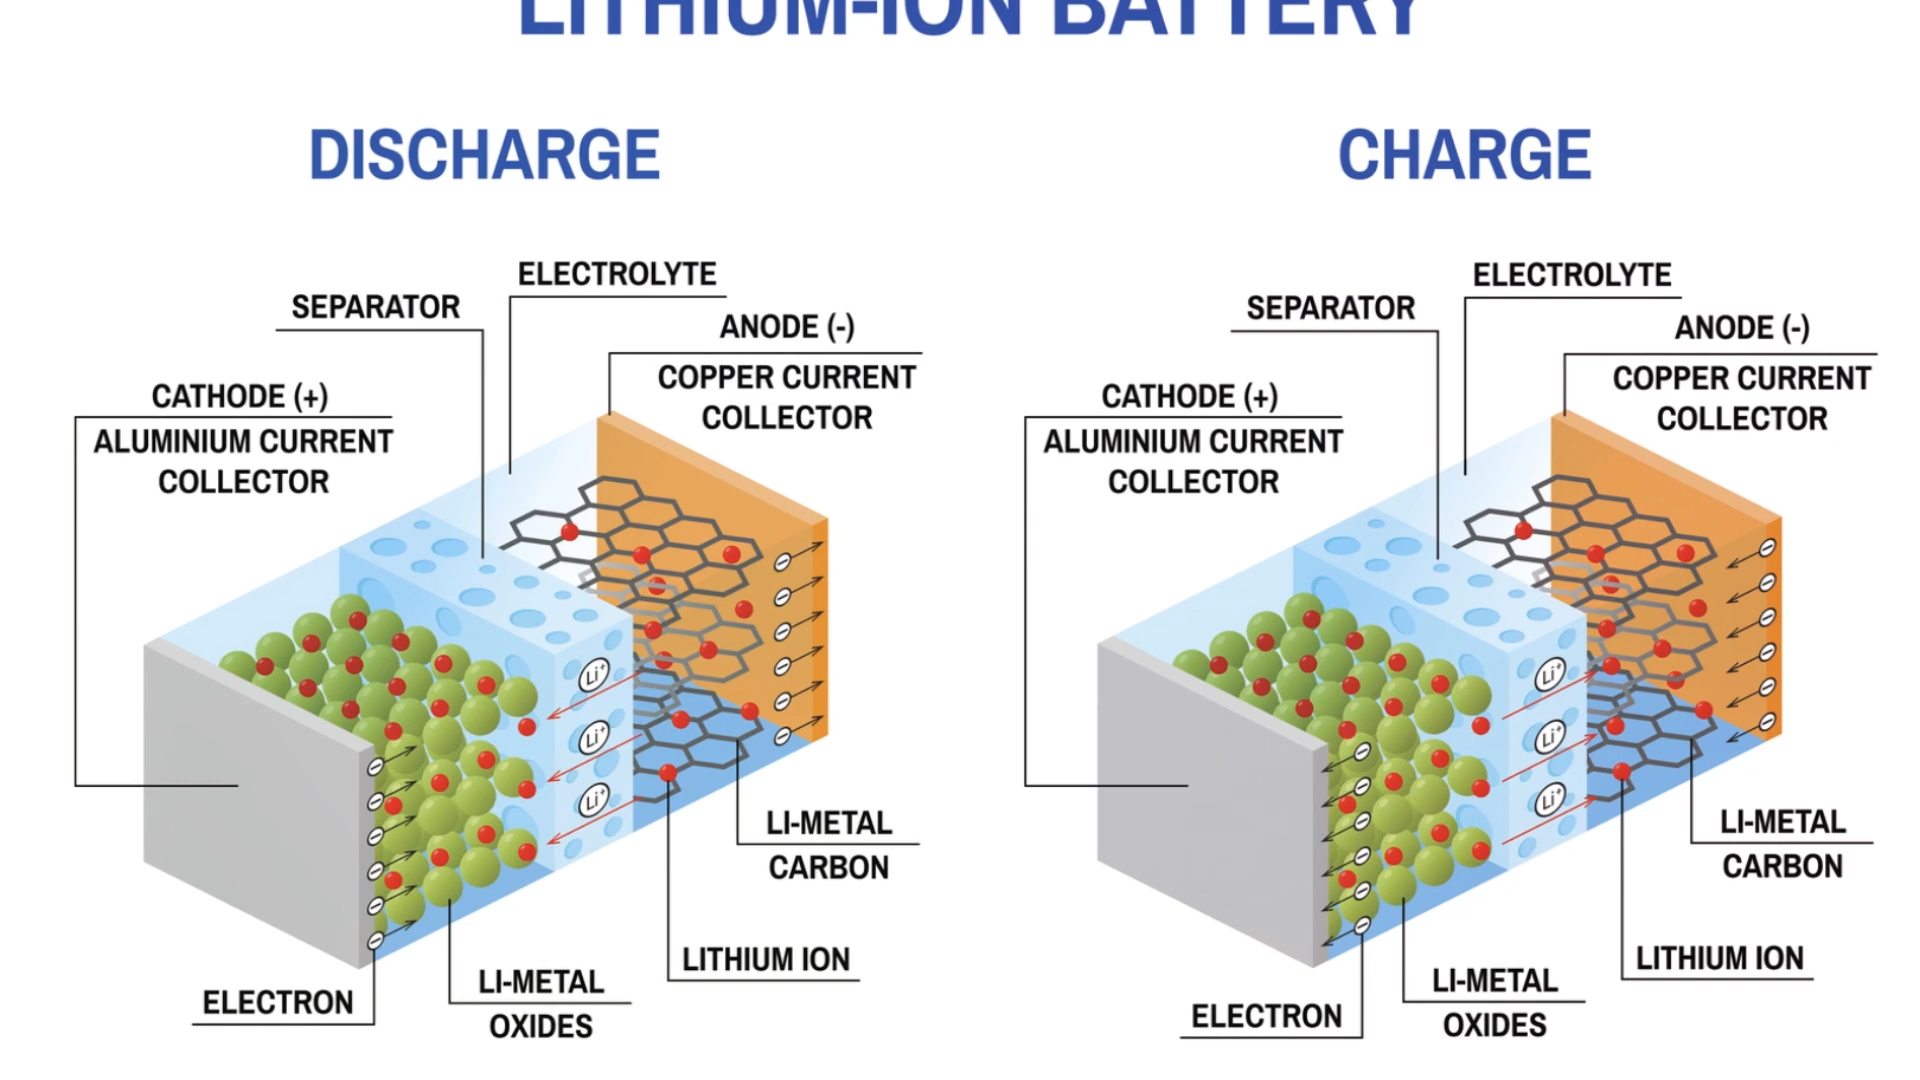 LITHIUM-ION BATTERY
DISCHARGE
SEPARATOR
ELECTROLYTE
ANODE (-)
COPPER CURRENT
COLLECTOR
CATHODE (+)
ALUMINIUM CURRENT
COLLECTOR
Li+
Li+
Li+
LI-METAL
CARBON
LITHIUM ION
LI-METAL
OXIDES
ELECTRON
CHARGE
SEPARATOR
ELECTROLYTE
ANODE (-)
COPPER CURRENT
COLLECTOR
CATHODE (+)
ALUMINIUM CURRENT
COLLECTOR
Li+
Li+
Li+
LI-METAL
CARBON
LITHIUM ION
LI-METAL
OXIDES
ELECTRON